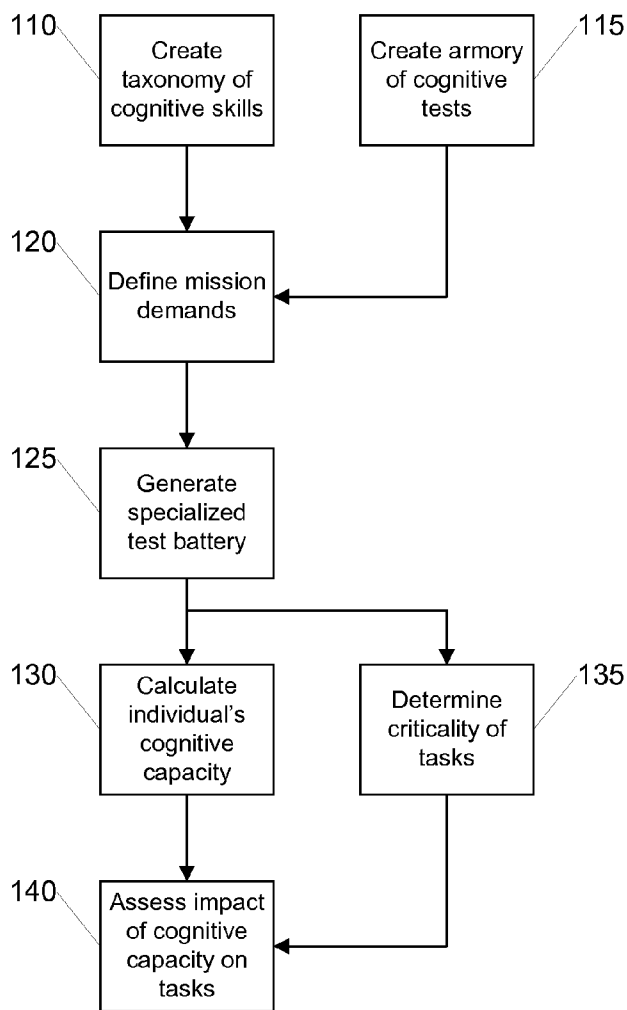 110
Create
taxonomy of
cognitive skills
115
Create armory
of cognitive
tests
120
Define mission
demands
125
Generate
specialized
test battery
130
Calculate
individual's
cognitive
capacity
135
Determine
criticality of
tasks
140
Assess impact
of cognitive
capacity on
tasks